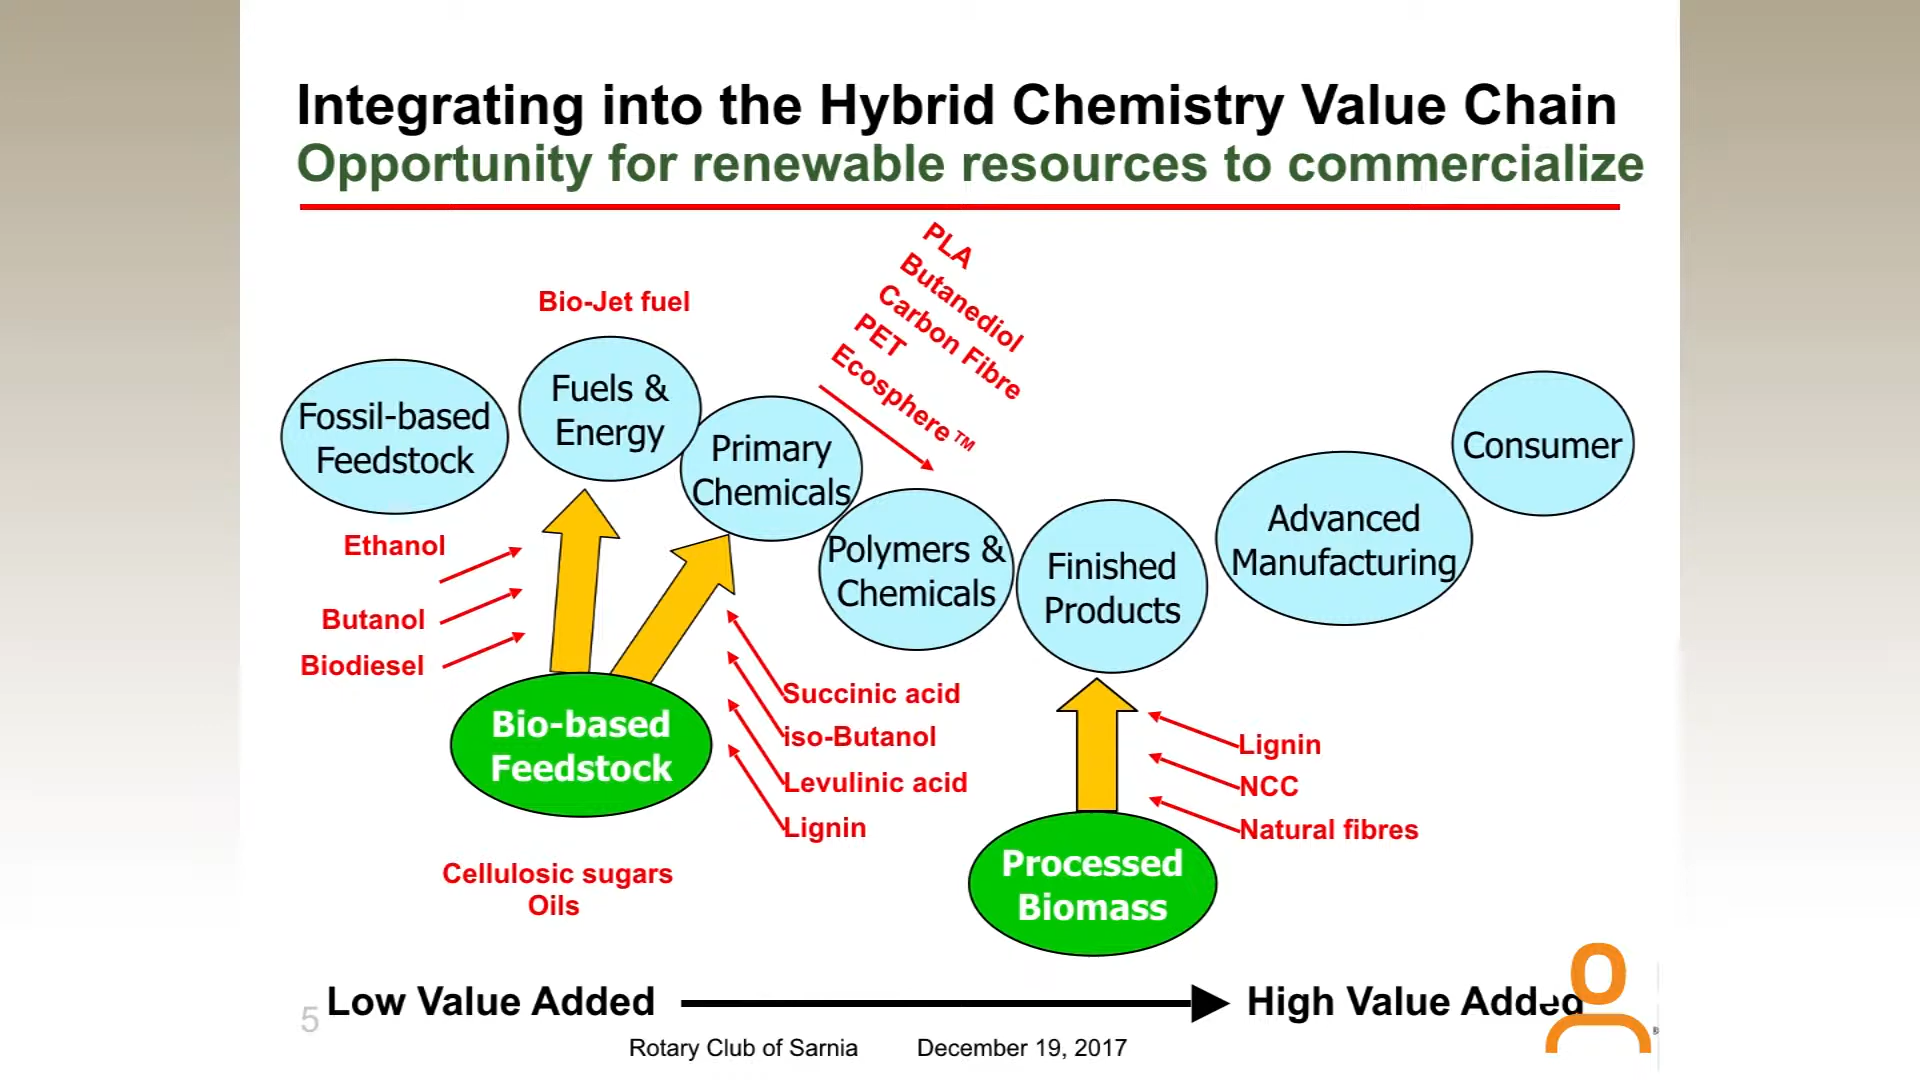 Integrating into the Hybrid Chemistry Value Chain
Opportunity for renewable resources to commercialize
PLA
Butanediol
Carbon Fibre
PET
Ecosphere™
Bio-Jet fuel
Fossil-based
Feedstock
Fuels &
Energy
Primary
Chemicals
Polymers &
Chemicals
Finished
Products
Advanced
Manufacturing
Consumer
Ethanol
Butanol
Biodiesel
Bio-based
Feedstock
Succinic acid
iso-Butanol
Levulinic acid
Lignin
Lignin
NCC
Natural fibres
Cellulosic sugars
Oils
Processed
Biomass
Low Value Added
High Value Added
5
Rotary Club of Sarnia December 19, 2017
®